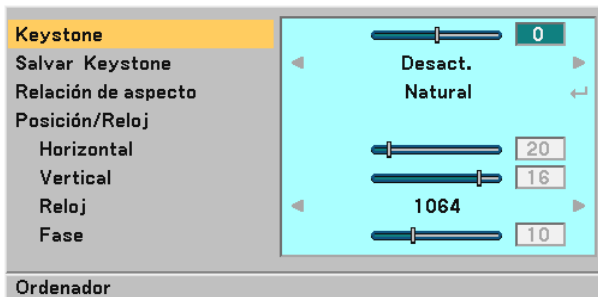 Keystone 0
Salvar Keystone Desact.
Relación de aspecto Natural
Posición/Reloj
Horizontal 20
Vertical 16
Reloj 1064
Fase 10
Ordenador